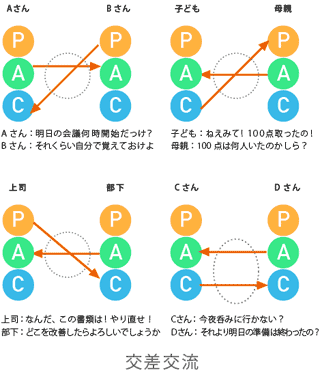 Aさん Bさん 子ども 母親
P P P P
A A A A
C C C C
Aさん：明日の会議何時開始だっけ？
Bさん：それくらい自分で覚えておけよ
子ども：ねえみて！100点取ったの！
母親：100点は何人いたのかしら？
上司 部下 Cさん Dさん
P P P P
A A A A
C C C C
上司：なんだ、この書類は！やり直せ！
部下：どこを改善したらよろしいでしょうか
Cさん：今夜呑みに行かない？
Dさん：それより明日の準備は終わったの？
交差交流